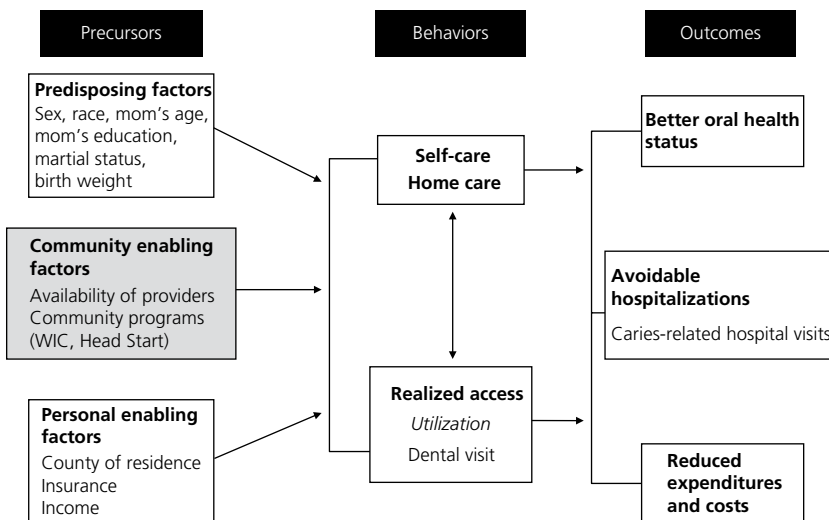 Precursors
Behaviors
Outcomes
Predisposing factors
Sex, race, mom's age,
mom's education,
martial status,
birth weight
Community enabling
factors
Availability of providers
Community programs
(WIC, Head Start)
Personal enabling
factors
County of residence
Insurance
Income
Self-care
Home care
Realized access
Utilization
Dental visit
Better oral health
status
Avoidable
hospitalizations
Caries-related hospital visits
Reduced
expenditures
and costs